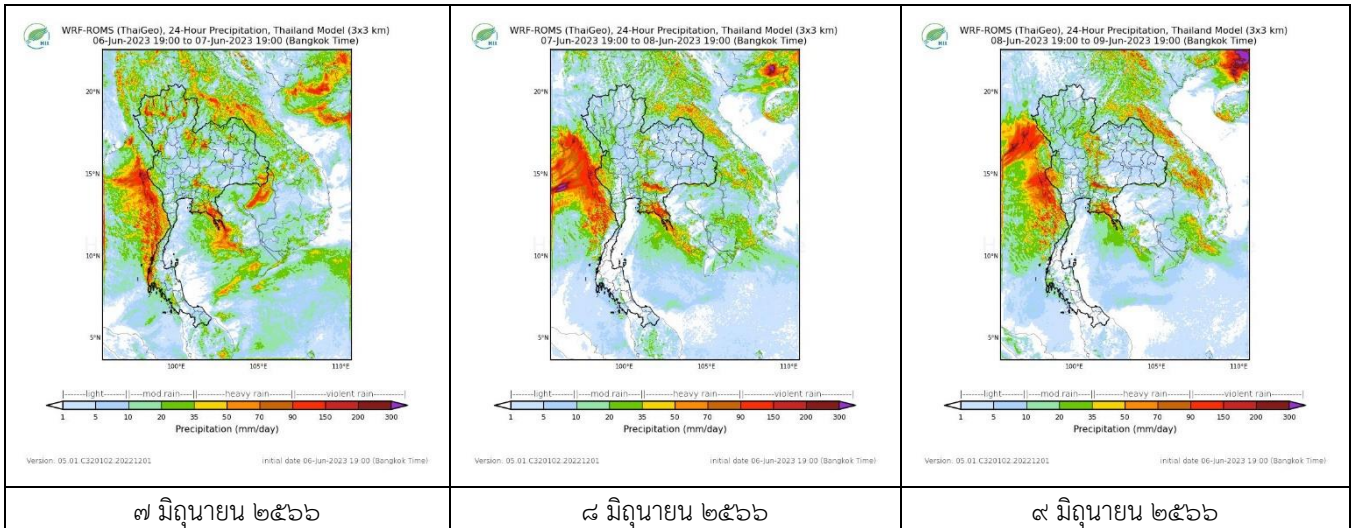 WRF-ROMS (ThaiGeo), 24-Hour Precipitation, Thailand Model (3x3 km)
06-Jun-2023 19:00 to 07-Jun-2023 19:00 (Bangkok Time)
HII
20°N
15°N
10°N
5°N
100°E 105°E 110°E
|------light------||---mod rain---||------heavy rain------||------violent rain------|
1 5 10 20 35 50 70 90 150 200 300
Precipitation (mm/day)
Version: 05.01.C320102.20221201 initial date 06-Jun-2023 19:00 (Bangkok Time)
๗ มิถุนายน ๒๕๖๖
WRF-ROMS (ThaiGeo), 24-Hour Precipitation, Thailand Model (3x3 km)
07-Jun-2023 19:00 to 08-Jun-2023 19:00 (Bangkok Time)
HII
20°N
15°N
10°N
5°N
100°E 105°E 110°E
|------light------||---mod rain---||------heavy rain------||------violent rain------|
1 5 10 20 35 50 70 90 150 200 300
Precipitation (mm/day)
Version: 05.01.C320102.20221201 initial date 06-Jun-2023 19:00 (Bangkok Time)
๘ มิถุนายน ๒๕๖๖
WRF-ROMS (ThaiGeo), 24-Hour Precipitation, Thailand Model (3x3 km)
08-Jun-2023 19:00 to 09-Jun-2023 19:00 (Bangkok Time)
HII
20°N
15°N
10°N
5°N
100°E 105°E 110°E
|------light------||---mod rain---||------heavy rain------||------violent rain------|
1 5 10 20 35 50 70 90 150 200 300
Precipitation (mm/day)
Version: 05.01.C320102.20221201 initial date 06-Jun-2023 19:00 (Bangkok Time)
๙ มิถุนายน ๒๕๖๖